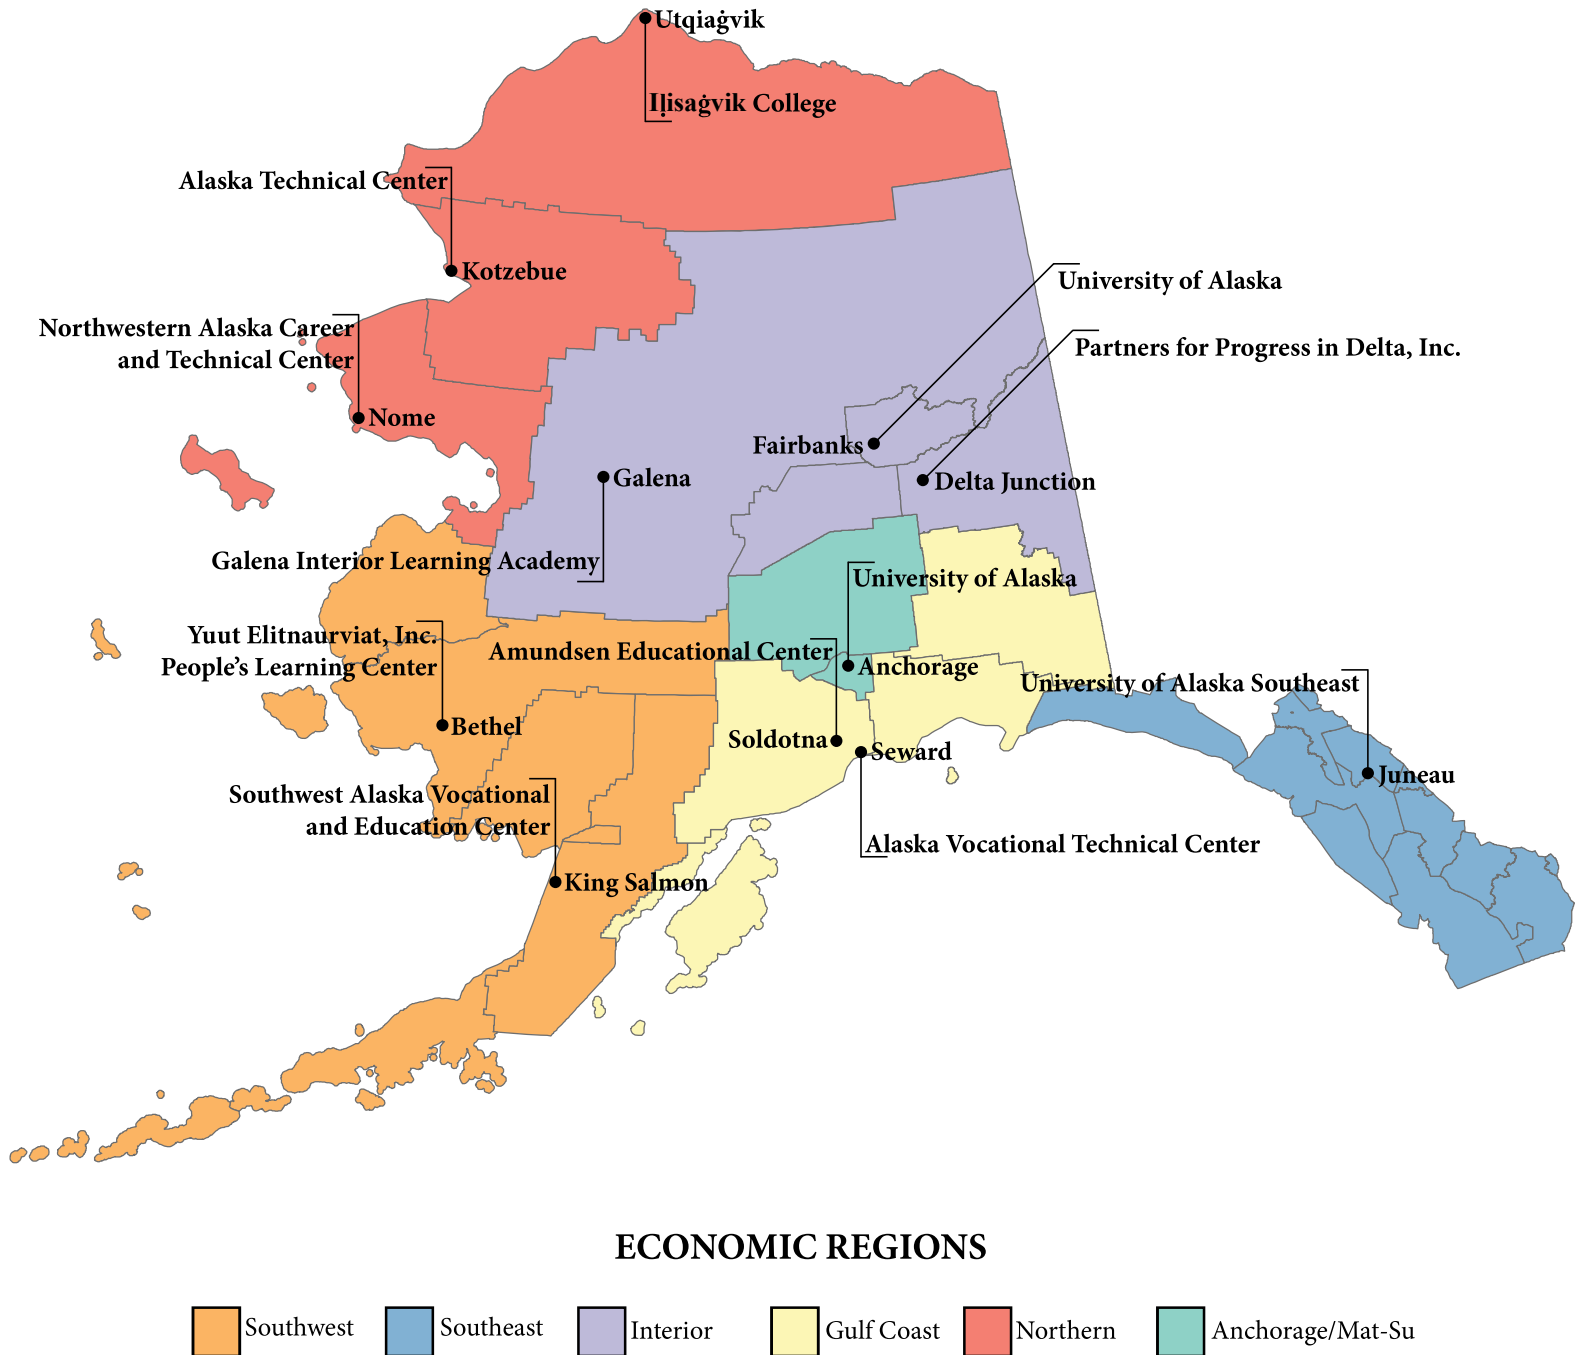 Utqiaġvik
Iḷisaġvik College
Alaska Technical Center
Kotzebue
University of Alaska
Northwestern Alaska Career
and Technical Center
Partners for Progress in Delta, Inc.
Nome
Fairbanks
Galena
Delta Junction
Galena Interior Learning Academy
University of Alaska
Yuut Elitnaurviat, Inc.
People’s Learning Center
Amundsen Educational Center
Anchorage
University of Alaska Southeast
Bethel
Soldotna
Seward
Juneau
Southwest Alaska Vocational
and Education Center
Alaska Vocational Technical Center
King Salmon
ECONOMIC REGIONS
Southwest
Southeast
Interior
Gulf Coast
Northern
Anchorage/Mat-Su